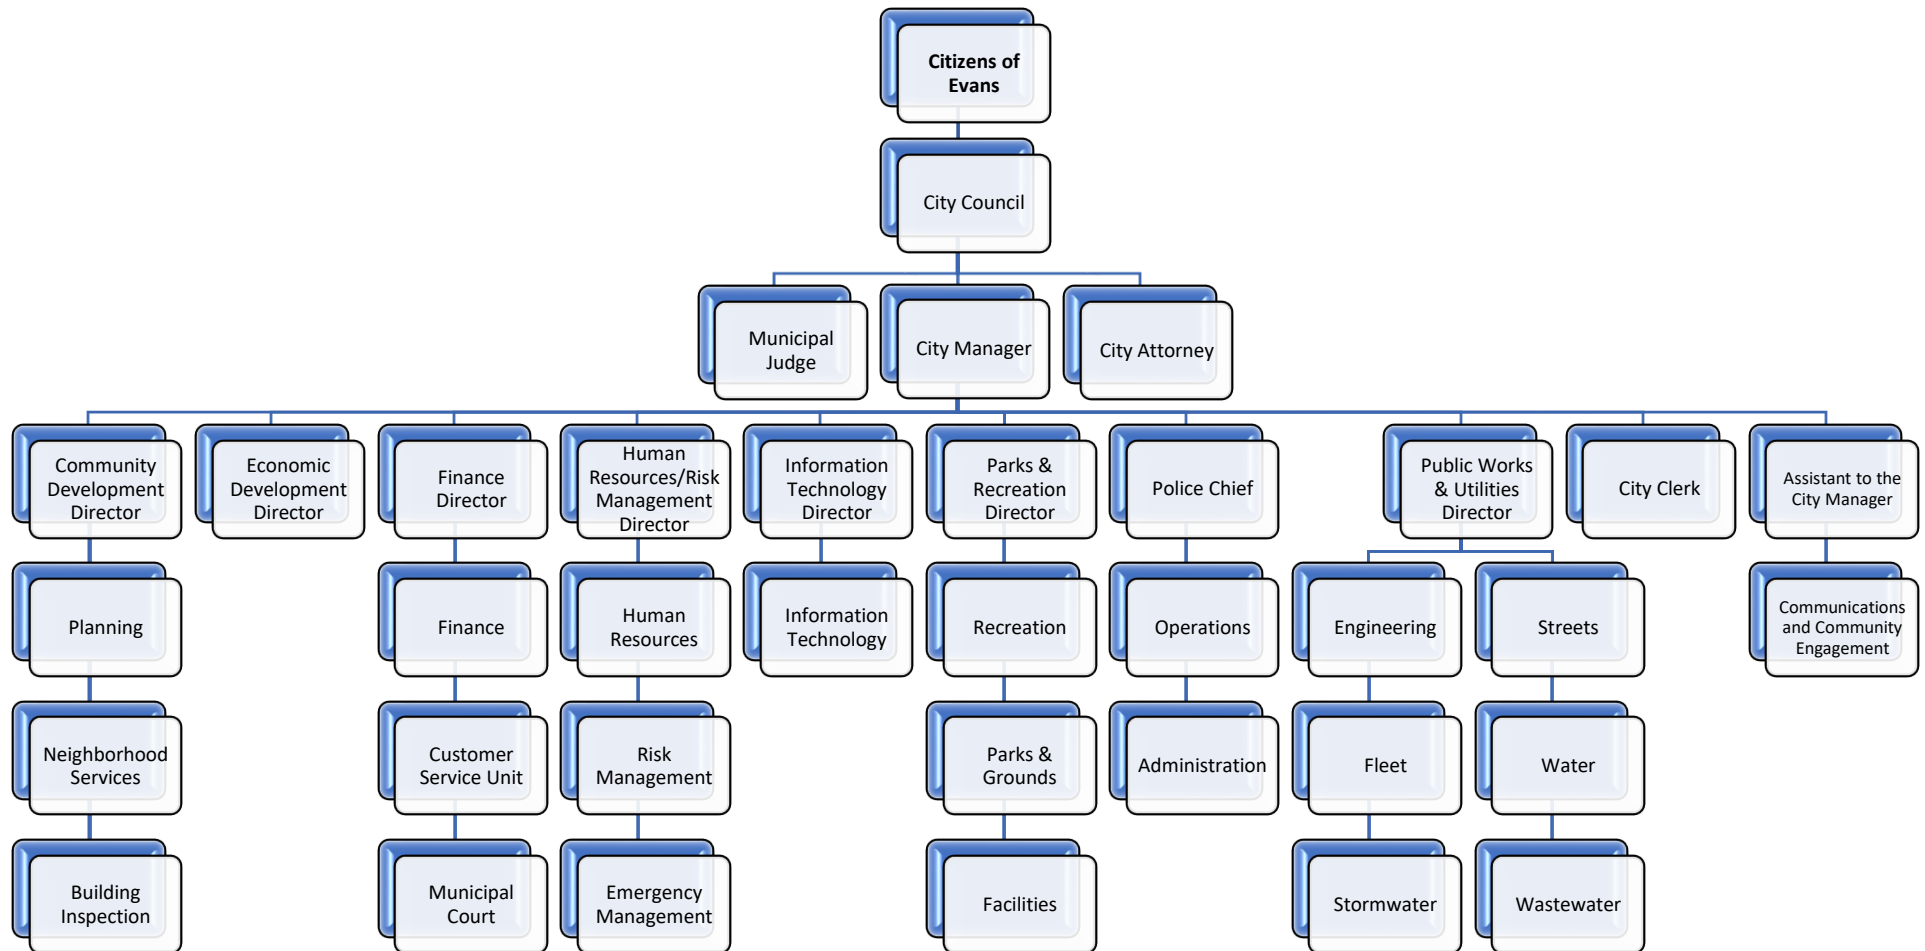 Citizens of
Evans
City Council
Municipal
Judge
City Manager
City Attorney
Community
Development
Director
Economic
Development
Director
Finance
Director
Human
Resources/Risk
Management
Director
Information
Technology
Director
Parks &
Recreation
Director
Police Chief
Public Works
& Utilities
Director
City Clerk
Assistant to the
City Manager
Planning
Finance
Human
Resources
Information
Technology
Recreation
Operations
Engineering
Streets
Communications
and Community
Engagement
Neighborhood
Services
Customer
Service Unit
Risk
Management
Parks &
Grounds
Administration
Fleet
Water
Building
Inspection
Municipal
Court
Emergency
Management
Facilities
Stormwater
Wastewater